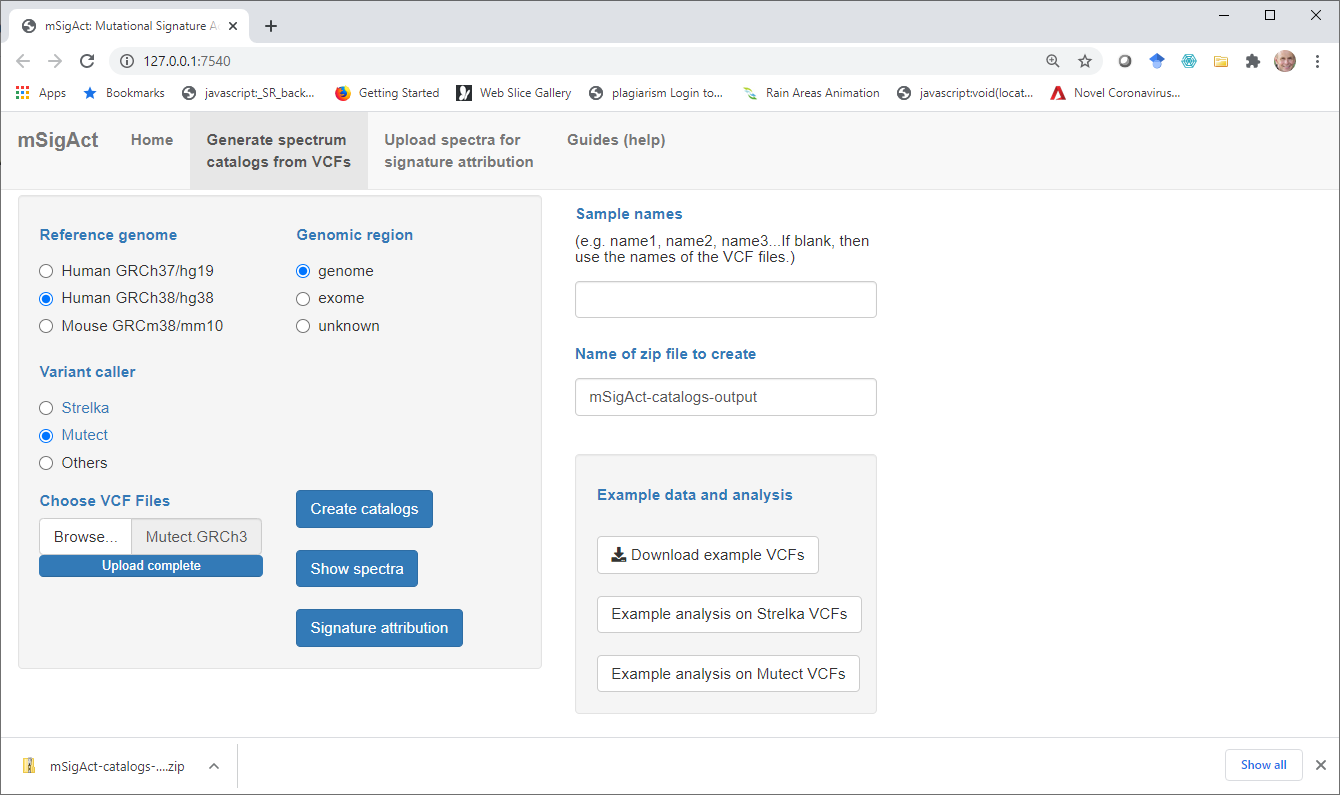 mSigAct: Mutational Signature A
127.0.0.1:7540
Apps
Bookmarks
javascript:_SR_back...
Getting Started
Web Slice Gallery
plagiarism Login to...
Rain Areas Animation
javascript:void(locat...
Novel Coronavirus...
mSigAct
Home
Generate spectrum
catalogs from VCFs
Upload spectra for
signature attribution
Guides (help)
Reference genome
Human GRCh37/hg19
Human GRCh38/hg38
Mouse GRCm38/mm10
Genomic region
genome
exome
unknown
Variant caller
Strelka
Mutect
Others
Choose VCF Files
Browse...
Mutect.GRCh3
Upload complete
Create catalogs
Show spectra
Signature attribution
Sample names
(e.g. name1, name2, name3...If blank, then
use the names of the VCF files.)
Name of zip file to create
mSigAct-catalogs-output
Example data and analysis
Download example VCFs
Example analysis on Strelka VCFs
Example analysis on Mutect VCFs
mSigAct-catalogs-....zip
Show all